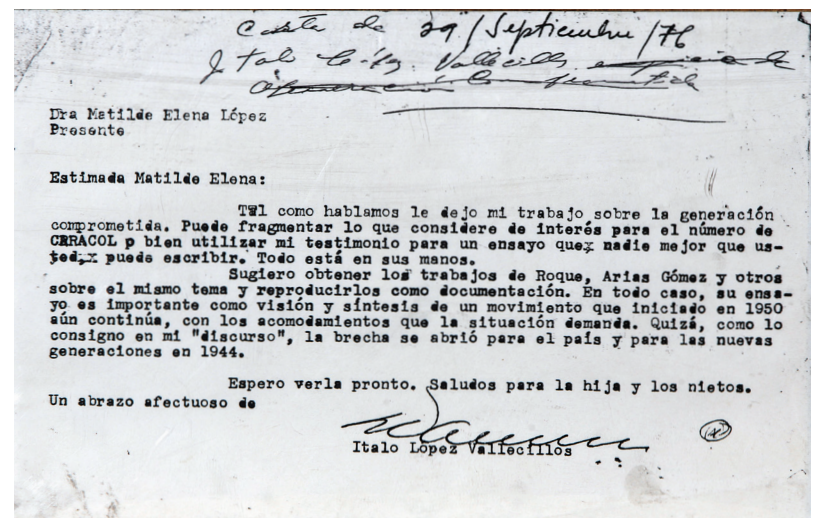 Carta de 29/Septiembre/76
Italo López Vallecillos
Dra Matilde Elena López
Presente
Estimada Matilde Elena:
Tal como hablamos le dejo mi trabajo sobre la generación
comprometida. Puede fragmentar lo que considere de interés para el número de
CARACOL p bien utilizar mi testimonio para un ensayo que nadie mejor que us-
ted, puede escribir. Todo está en sus manos.
Sugiero obtener los trabajos de Roque, Arias Gómez y otros
sobre el mismo tema y reproducirlos como documentación. En todo caso, su ensa-
yo es importante como visión y síntesis de un movimiento que iniciado en 1950
aún continúa, con los acomodamientos que la situación demanda. Quizá, como lo
consigno en mi "discurso", la brecha se abrió para el país y para las nuevas
generaciones en 1944.
Espero verla pronto. Saludos para la hija y los nietos.
Un abrazo afectuoso de
Italo López Vallecillos